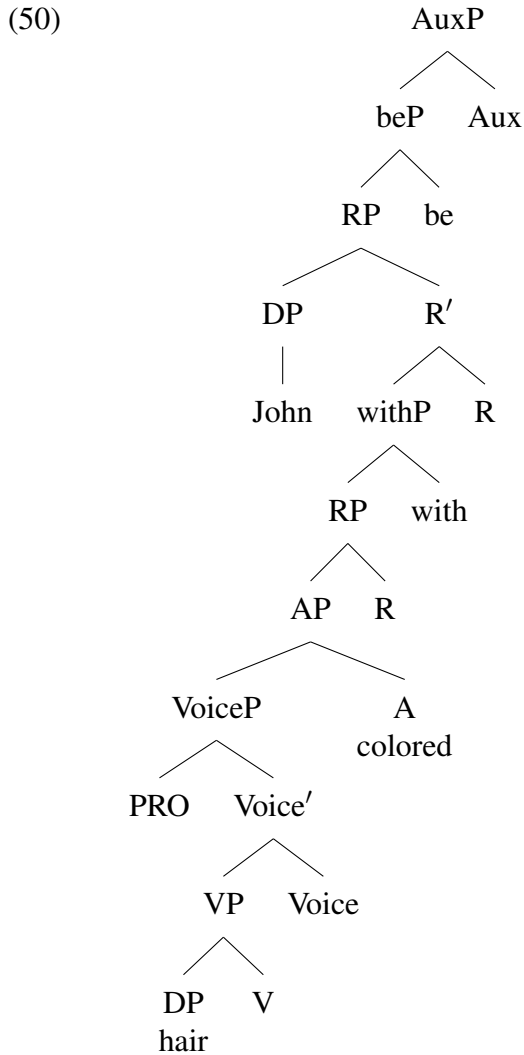 (50) AuxP
beP Aux
RP be
DP R′
John withP R
RP with
AP R
VoiceP A
colored
PRO Voice′
VP Voice
DP V
hair